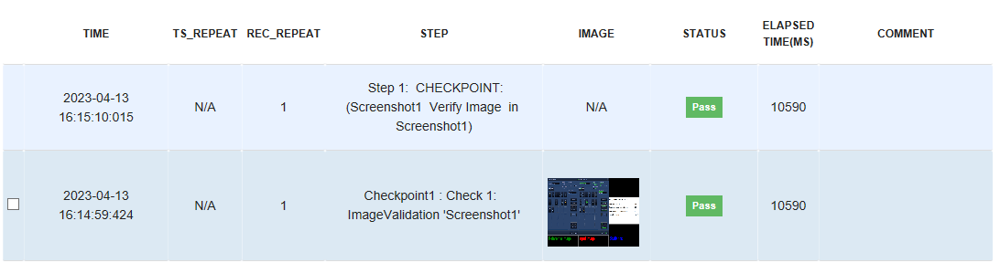 TIME TS_REPEAT REC_REPEAT STEP IMAGE STATUS ELAPSED TIME(MS) COMMENT
2023-04-13
16:15:10:015
N/A
1
Step 1: CHECKPOINT:
(Screenshot1 Verify Image in
Screenshot1)
N/A
Pass
10590
2023-04-13
16:14:59:424
N/A
1
Checkpoint1 : Check 1:
ImageValidation 'Screenshot1'
Pass
10590